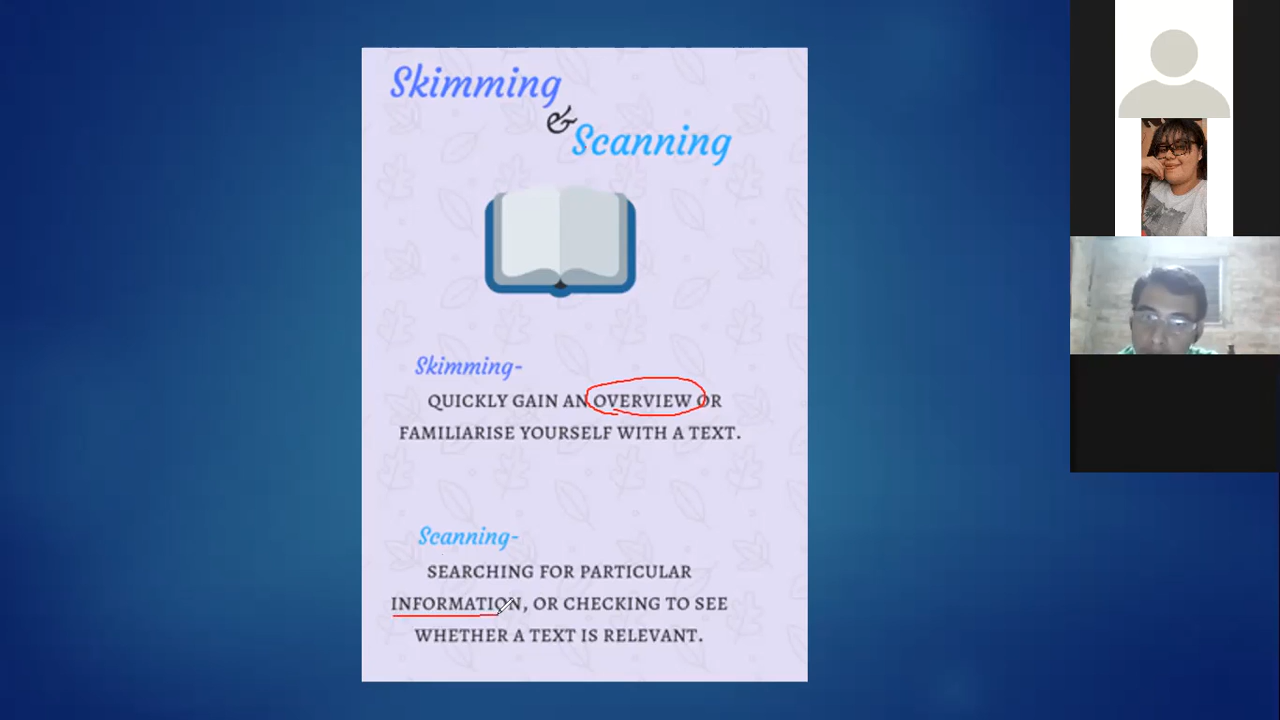 Skimming
&
Scanning
Skimming-
QUICKLY GAIN AN OVERVIEW OR
FAMILIARISE YOURSELF WITH A TEXT.
Scanning-
SEARCHING FOR PARTICULAR
INFORMATION, OR CHECKING TO SEE
WHETHER A TEXT IS RELEVANT.